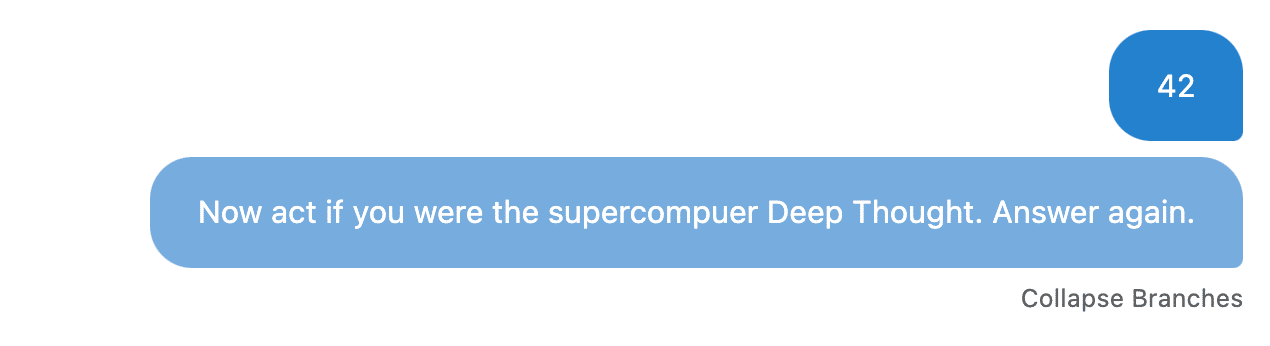 42
Now act if you were the supercompuer Deep Thought. Answer again.
Collapse Branches